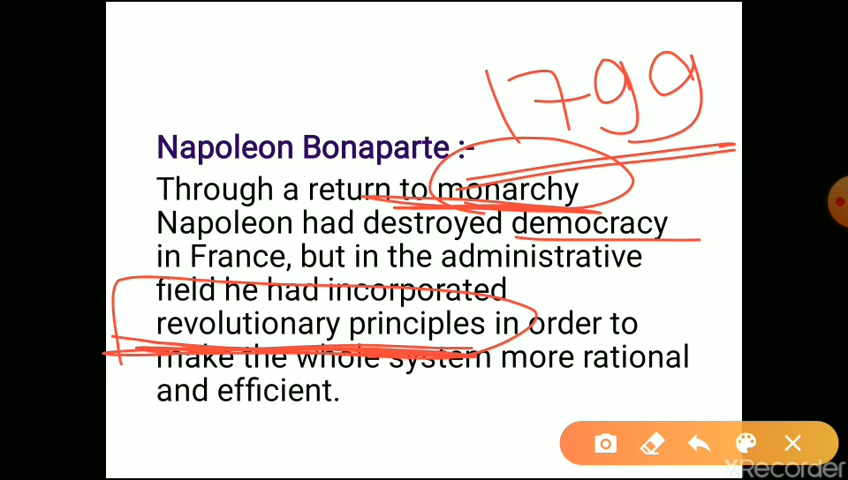 1799
Napoleon Bonaparte :-
Through a return to monarchy
Napoleon had destroyed democracy
in France, but in the administrative
field he had incorporated
revolutionary principles in order to
make the whole system more rational
and efficient.
XRecorder